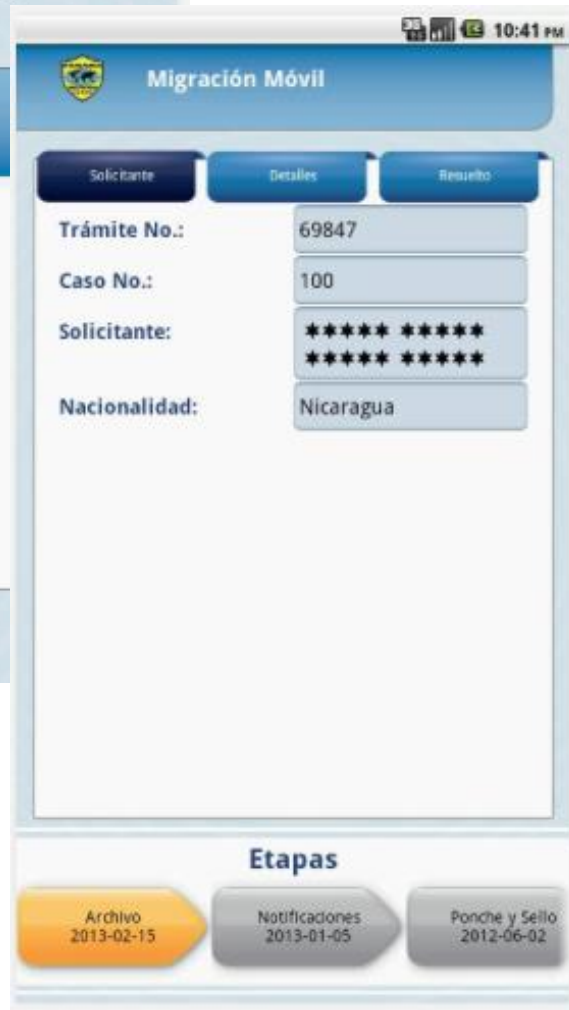 10:41 PM
Migración Móvil
Solicitante
Detalles
Resuelto
Trámite No.: 69847
Caso No.: 100
Solicitante: ***** *****
***** *****
Nacionalidad: Nicaragua
Etapas
Archivo
2013-02-15
Notificaciones
2013-01-05
Ponche y Sello
2012-06-02